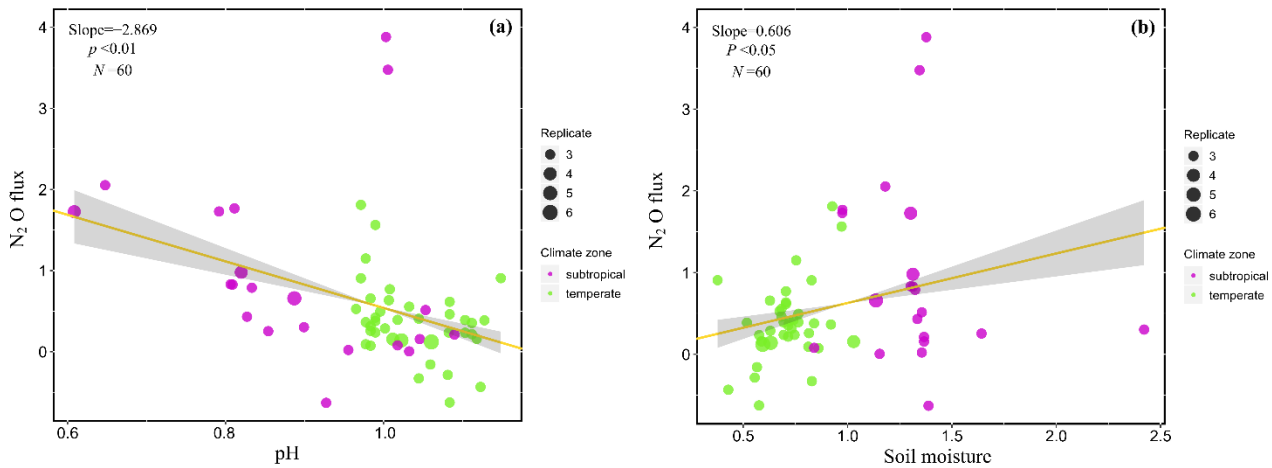 (a)
Slope=−2.869
p <0.01
N=60
4
3
2
1
0
N₂ O flux
0.6
0.8
1.0
pH
Replicate
3
4
5
6
Climate zone
subtropical
temperate
(b)
Slope=0.606
P <0.05
N=60
4
3
2
1
0
N₂ O flux
0.5
1.0
1.5
2.0
2.5
Soil moisture
Replicate
3
4
5
6
Climate zone
subtropical
temperate